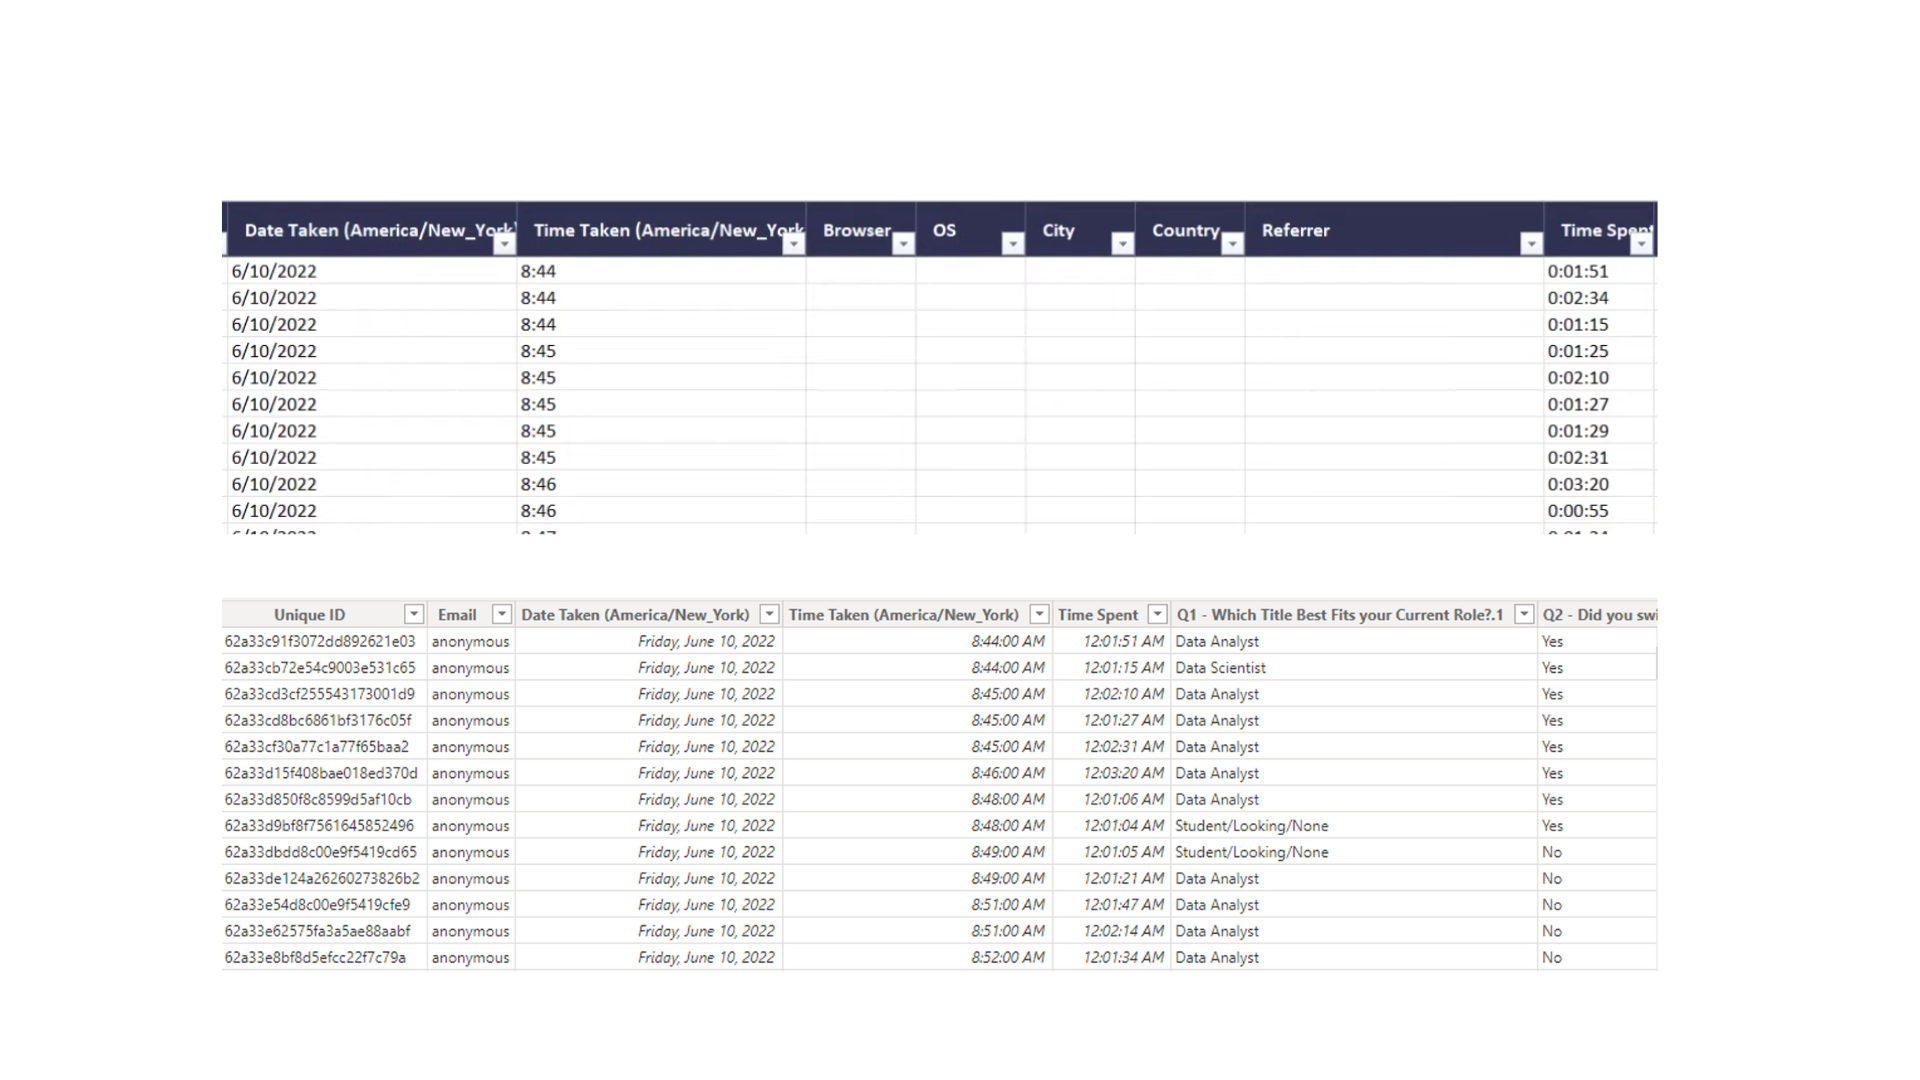 Date Taken (America/New_York) Time Taken (America/New_York Browser OS City Country Referrer Time Spent
6/10/2022 8:44 0:01:51
6/10/2022 8:44 0:02:34
6/10/2022 8:44 0:01:15
6/10/2022 8:45 0:01:25
6/10/2022 8:45 0:02:10
6/10/2022 8:45 0:01:27
6/10/2022 8:45 0:01:29
6/10/2022 8:45 0:02:31
6/10/2022 8:46 0:03:20
6/10/2022 8:46 0:00:55
Unique ID Email Date Taken (America/New_York) Time Taken (America/New_York) Time Spent Q1 - Which Title Best Fits your Current Role?.1 Q2 - Did you swi
62a33c91f3072dd892621e03 anonymous Friday, June 10, 2022 8:44:00 AM 12:01:51 AM Data Analyst Yes
62a33cb72e54c9003e531c65 anonymous Friday, June 10, 2022 8:44:00 AM 12:01:15 AM Data Scientist Yes
62a33cd3cf255543173001d9 anonymous Friday, June 10, 2022 8:45:00 AM 12:02:10 AM Data Analyst Yes
62a33cd8bc6861bf3176c05f anonymous Friday, June 10, 2022 8:45:00 AM 12:01:27 AM Data Analyst Yes
62a33cf30a77c1a77f65baa2 anonymous Friday, June 10, 2022 8:45:00 AM 12:02:31 AM Data Analyst Yes
62a33d15f408bae018ed370d anonymous Friday, June 10, 2022 8:46:00 AM 12:03:20 AM Data Analyst Yes
62a33d850f8c8599d5af10cb anonymous Friday, June 10, 2022 8:48:00 AM 12:01:06 AM Data Analyst Yes
62a33d9bf8f7561645852496 anonymous Friday, June 10, 2022 8:48:00 AM 12:01:04 AM Student/Looking/None Yes
62a33dbdd8c00e9f5419cd65 anonymous Friday, June 10, 2022 8:49:00 AM 12:01:05 AM Student/Looking/None No
62a33de124a26260273826b2 anonymous Friday, June 10, 2022 8:49:00 AM 12:01:21 AM Data Analyst No
62a33e54d8c00e9f5419cfe9 anonymous Friday, June 10, 2022 8:51:00 AM 12:01:47 AM Data Analyst No
62a33e62575fa3a5ae88aabf anonymous Friday, June 10, 2022 8:51:00 AM 12:02:14 AM Data Analyst No
62a33e8bf8d5efcc22f7c79a anonymous Friday, June 10, 2022 8:52:00 AM 12:01:34 AM Data Analyst No